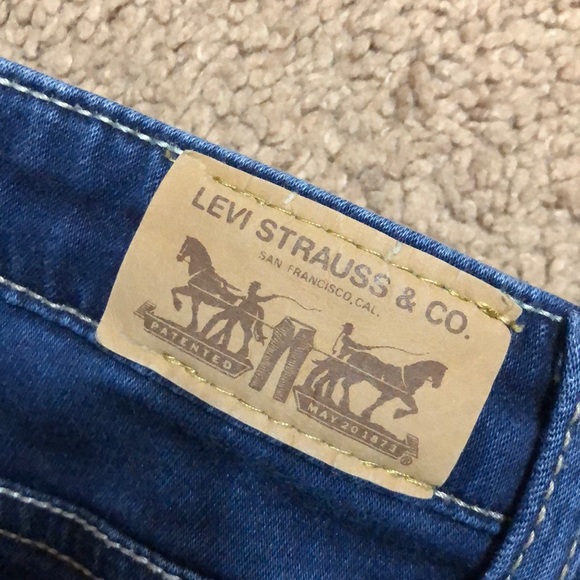 LEVI STRAUSS & CO.
SAN FRANCISCO, CAL.
PATENTED
MAY 20 1873
®